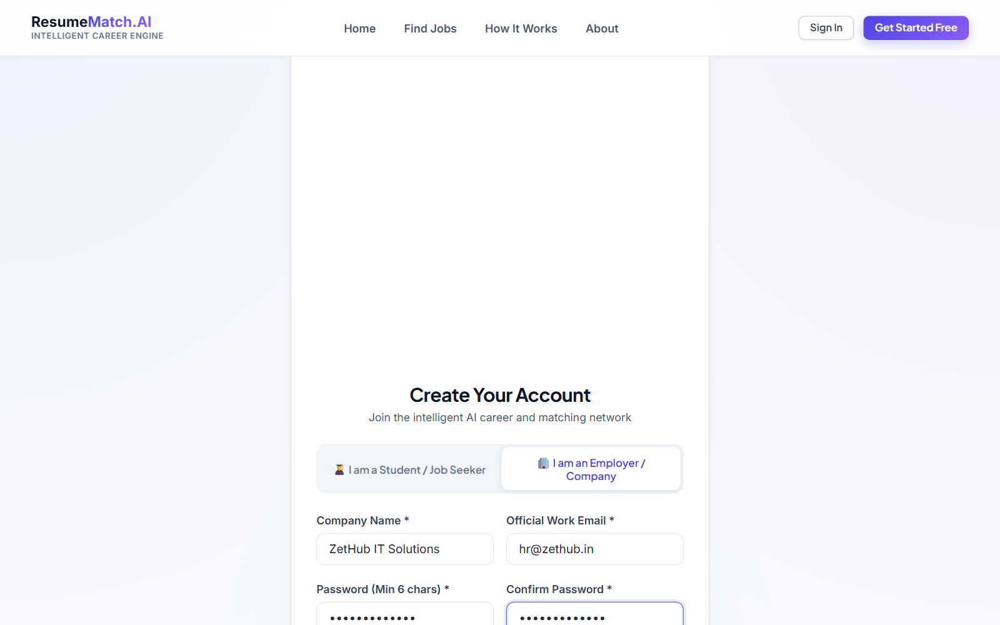 ResumeMatch.AI
INTELLIGENT CAREER ENGINE
Home
Find Jobs
How It Works
About
Sign In
Get Started Free
Create Your Account
Join the intelligent AI career and matching network
I am a Student / Job Seeker
I am an Employer /
Company
Company Name *
Official Work Email *
ZetHub IT Solutions
hr@zethub.in
Password (Min 6 chars) *
Confirm Password *
•••••••••••••
•••••••••••••